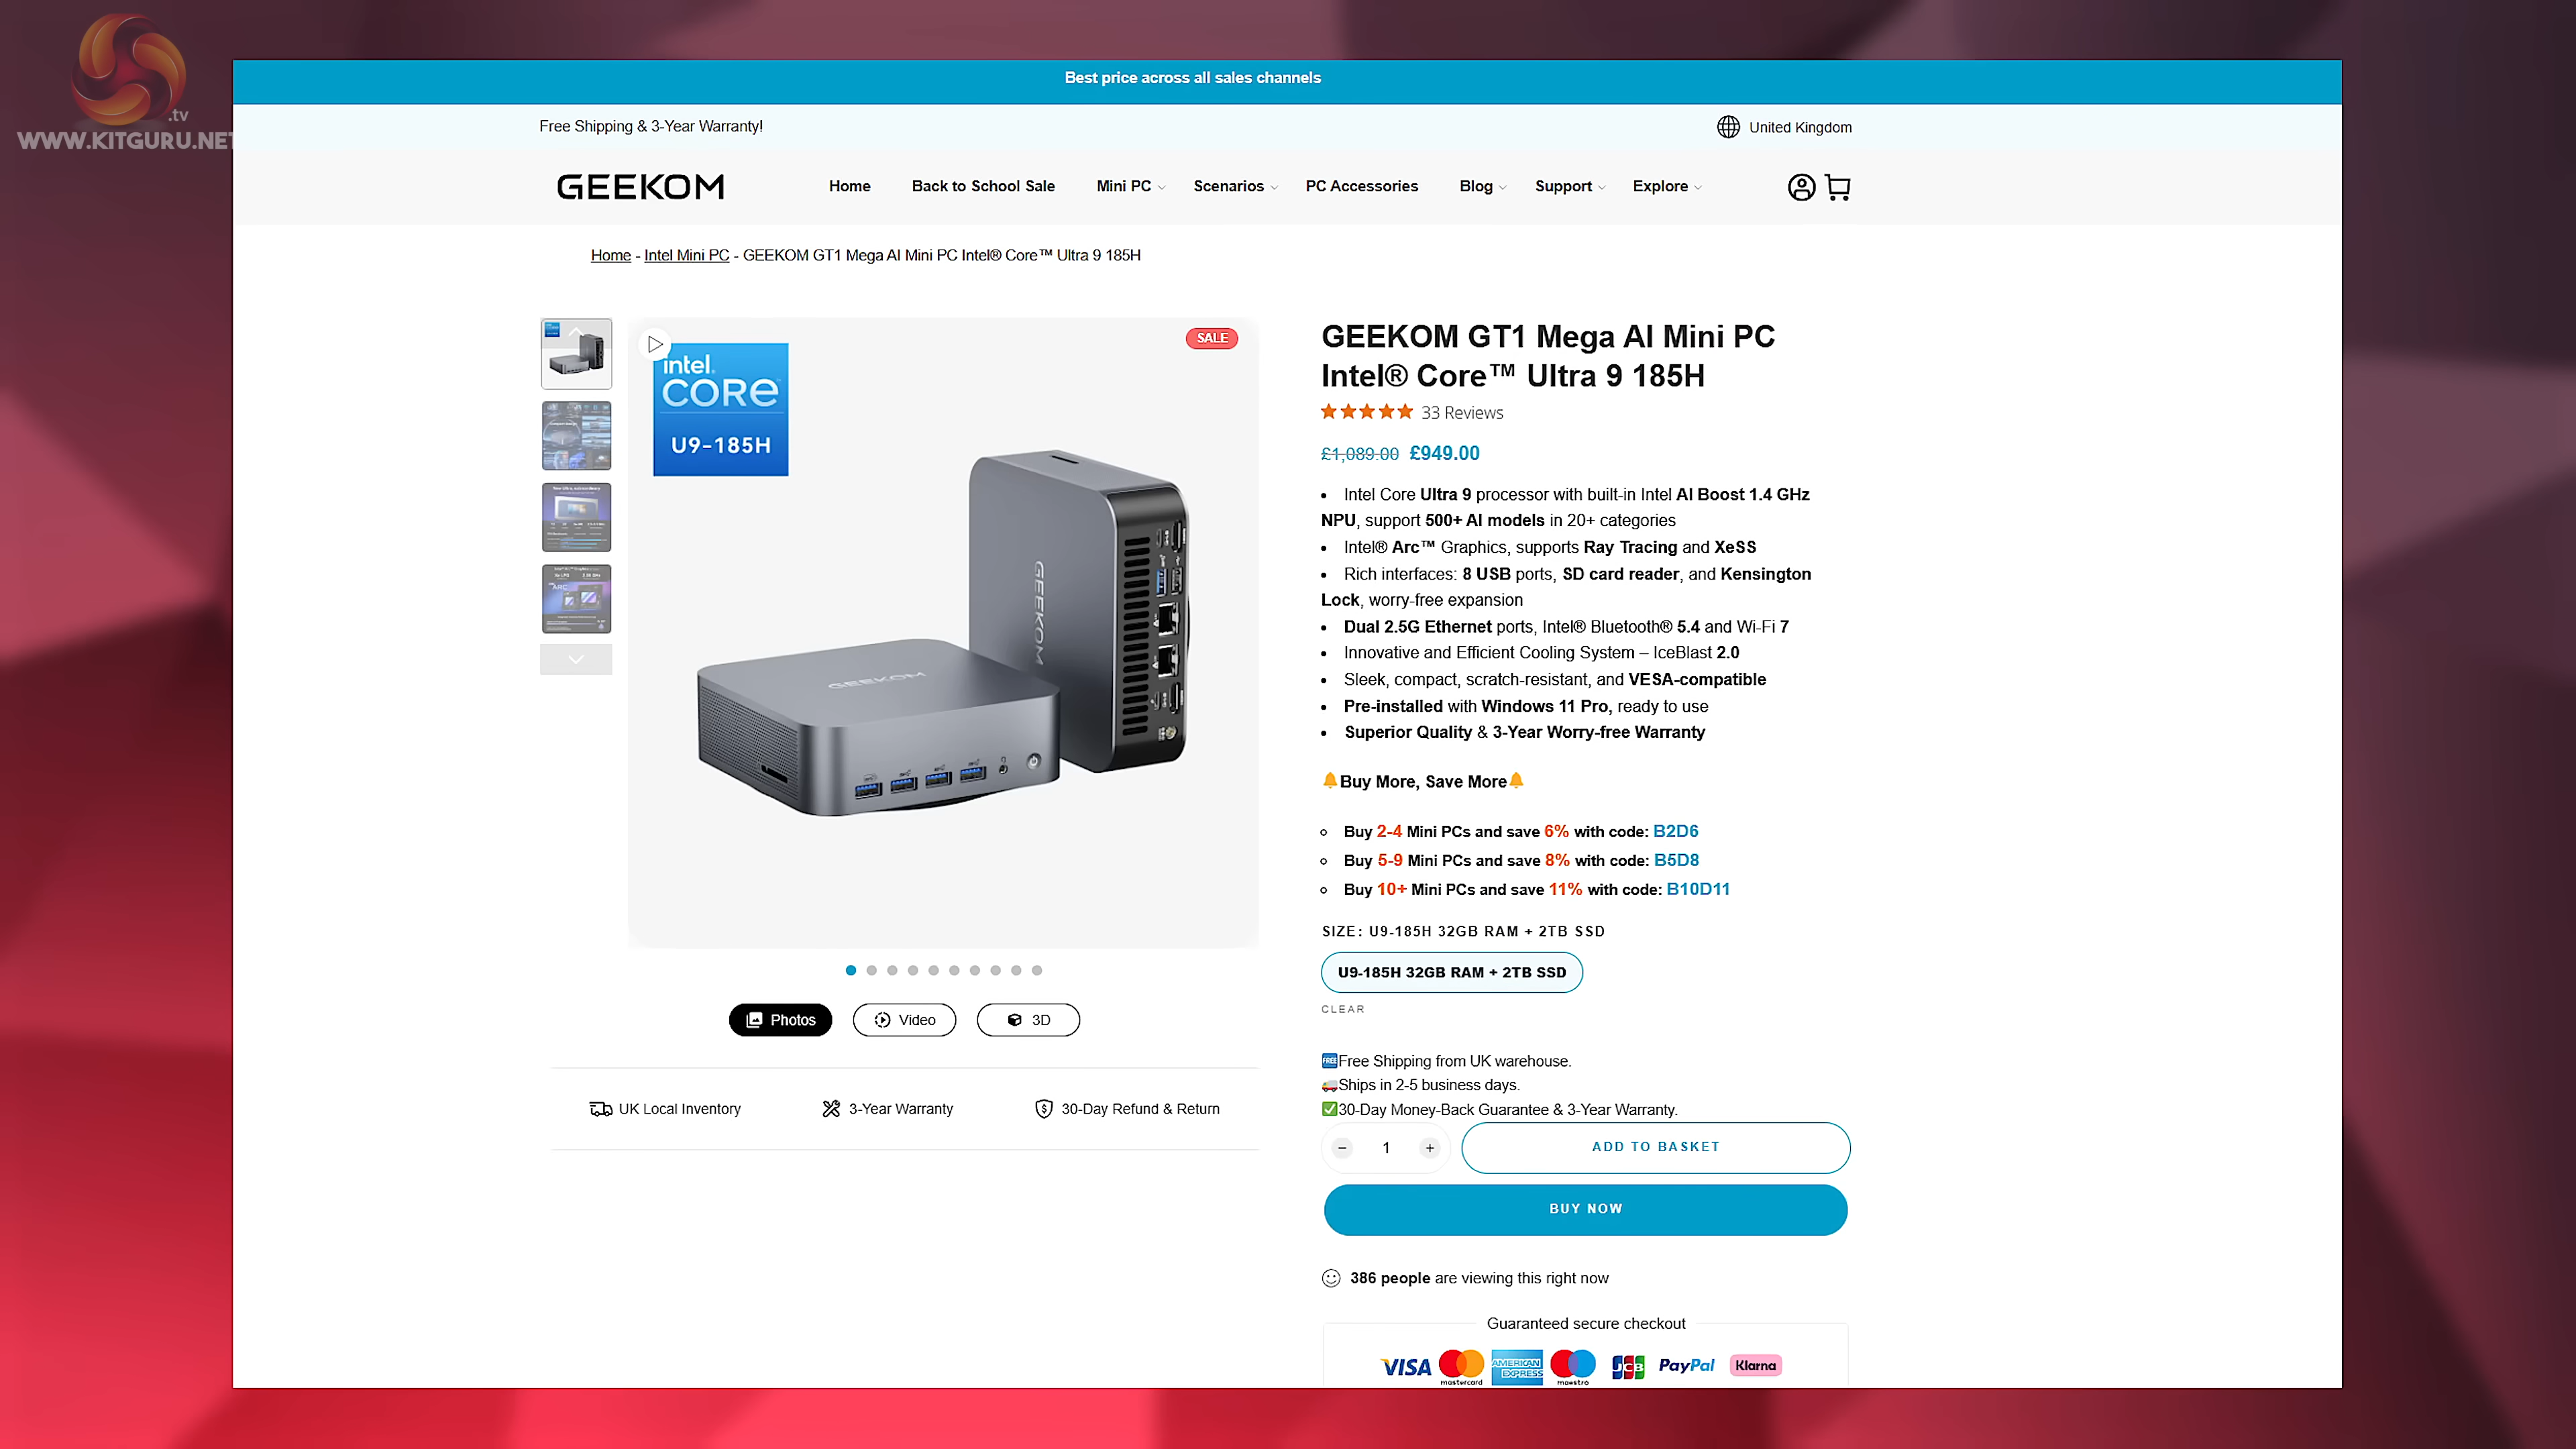 .tv
WWW.KITGURU.NET
Best price across all sales channels
Free Shipping & 3-Year Warranty!
United Kingdom
GEEKOM
Home
Back to School Sale
Mini PC
Scenarios
PC Accessories
Blog
Support
Explore
Home - Intel Mini PC - GEEKOM GT1 Mega AI Mini PC Intel® Core™ Ultra 9 185H
SALE
intel.
CORE
U9-185H
GEEKOM
GEEKOM
Photos
Video
3D
UK Local Inventory
3-Year Warranty
30-Day Refund & Return
GEEKOM GT1 Mega AI Mini PC
Intel® Core™ Ultra 9 185H
33 Reviews
£1,089.00 £949.00
• Intel Core Ultra 9 processor with built-in Intel AI Boost 1.4 GHz
NPU, support 500+ AI models in 20+ categories
• Intel® Arc™ Graphics, supports Ray Tracing and XeSS
• Rich interfaces: 8 USB ports, SD card reader, and Kensington
Lock, worry-free expansion
• Dual 2.5G Ethernet ports, Intel® Bluetooth® 5.4 and Wi-Fi 7
• Innovative and Efficient Cooling System – IceBlast 2.0
• Sleek, compact, scratch-resistant, and VESA-compatible
• Pre-installed with Windows 11 Pro, ready to use
• Superior Quality & 3-Year Worry-free Warranty
🔔Buy More, Save More🔔
Buy 2-4 Mini PCs and save 6% with code: B2D6
Buy 5-9 Mini PCs and save 8% with code: B5D8
Buy 10+ Mini PCs and save 11% with code: B10D11
SIZE: U9-185H 32GB RAM + 2TB SSD
U9-185H 32GB RAM + 2TB SSD
CLEAR
🆓Free Shipping from UK warehouse.
🚚Ships in 2-5 business days.
✅30-Day Money-Back Guarantee & 3-Year Warranty.
− 1 +
ADD TO BASKET
BUY NOW
386 people are viewing this right now
Guaranteed secure checkout
VISA
mastercard
AMERICAN EXPRESS
maestro
JCB
PayPal
Klarna